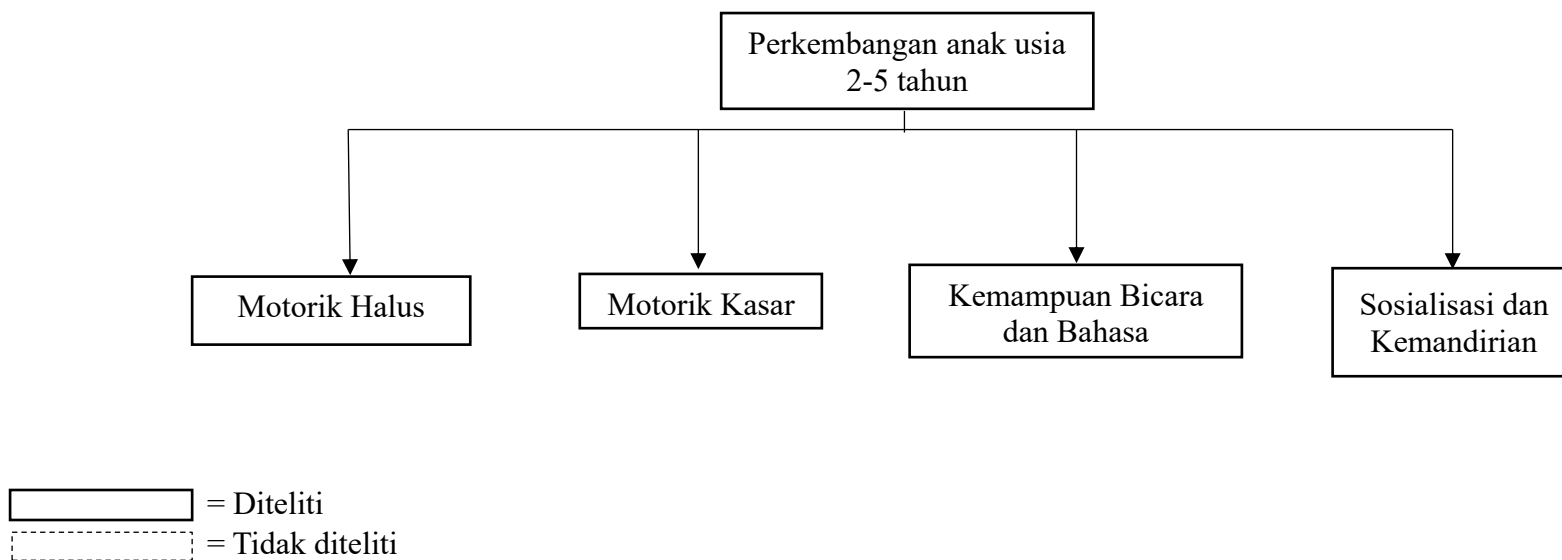 Perkembangan anak usia
2-5 tahun
Motorik Halus
Motorik Kasar
Kemampuan Bicara
dan Bahasa
Sosialisasi dan
Kemandirian
= Diteliti
= Tidak diteliti